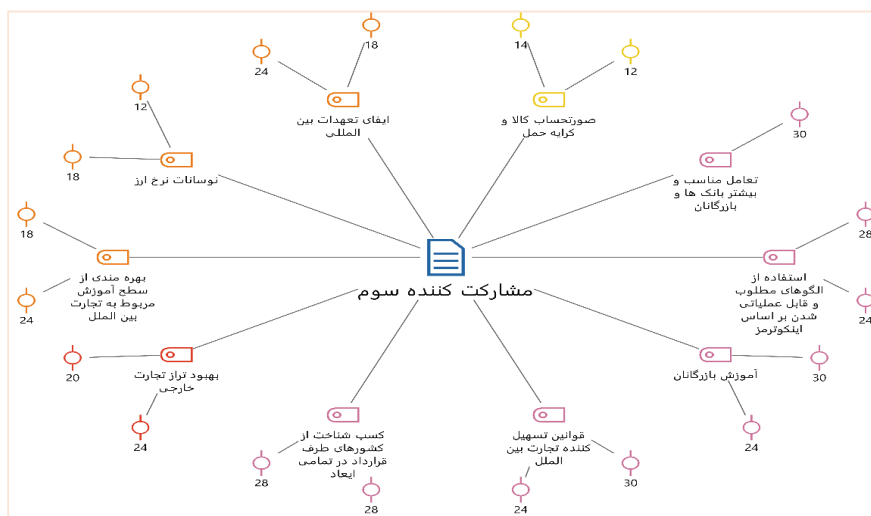 18
14
24
12
12
ایفای تعهدات بین
المللی
صورتحساب کالا و
کرایه حمل
30
18
نوسانات نرخ ارز
تعامل مناسب و
بیشتر بانک ها و
بازرگانان
18
28
مشارکت کننده سوم
24
بهره مندی از
سطح آموزش
مربوط به تجارت
بین الملل
استفاده از
الگوهای مطلوب
و قابل عملیاتی
شدن بر اساس
اینکوترمز
24
20
بهبود تراز تجارت
خارجی
آموزش بازرگانان
30
24
24
کسب شناخت از
کشورهای طرف
قرارداد در تمامی
ابعاد
قوانین تسهیل
کننده تجارت بین
الملل
28
30
28
24